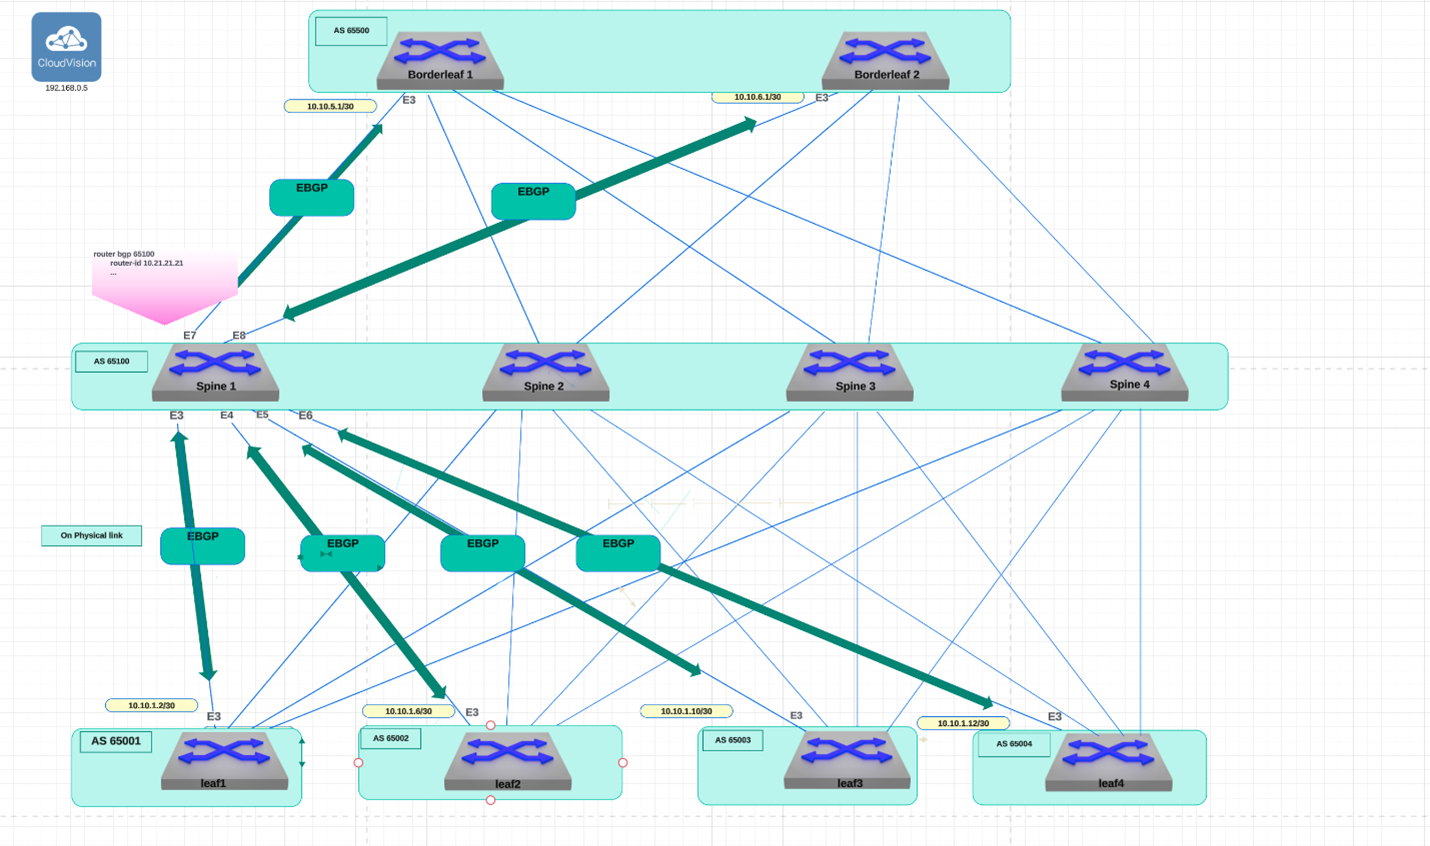 AS 65500
CloudVision
192.168.0.5
Borderleaf 1
Borderleaf 2
10.10.5.1/30
E3
10.10.6.1/30
E3
EBGP
EBGP
router bgp 65100
router-id 10.21.21.21
...
E7
E8
AS 65100
Spine 1
Spine 2
Spine 3
Spine 4
E3
E4
E5
E6
On Physical link
EBGP
EBGP
EBGP
EBGP
10.10.1.2/30
E3
10.10.1.6/30
E3
10.10.1.10/30
E3
10.10.1.12/30
E3
AS 65001
AS 65002
AS 65003
AS 65004
leaf1
leaf2
leaf3
leaf4